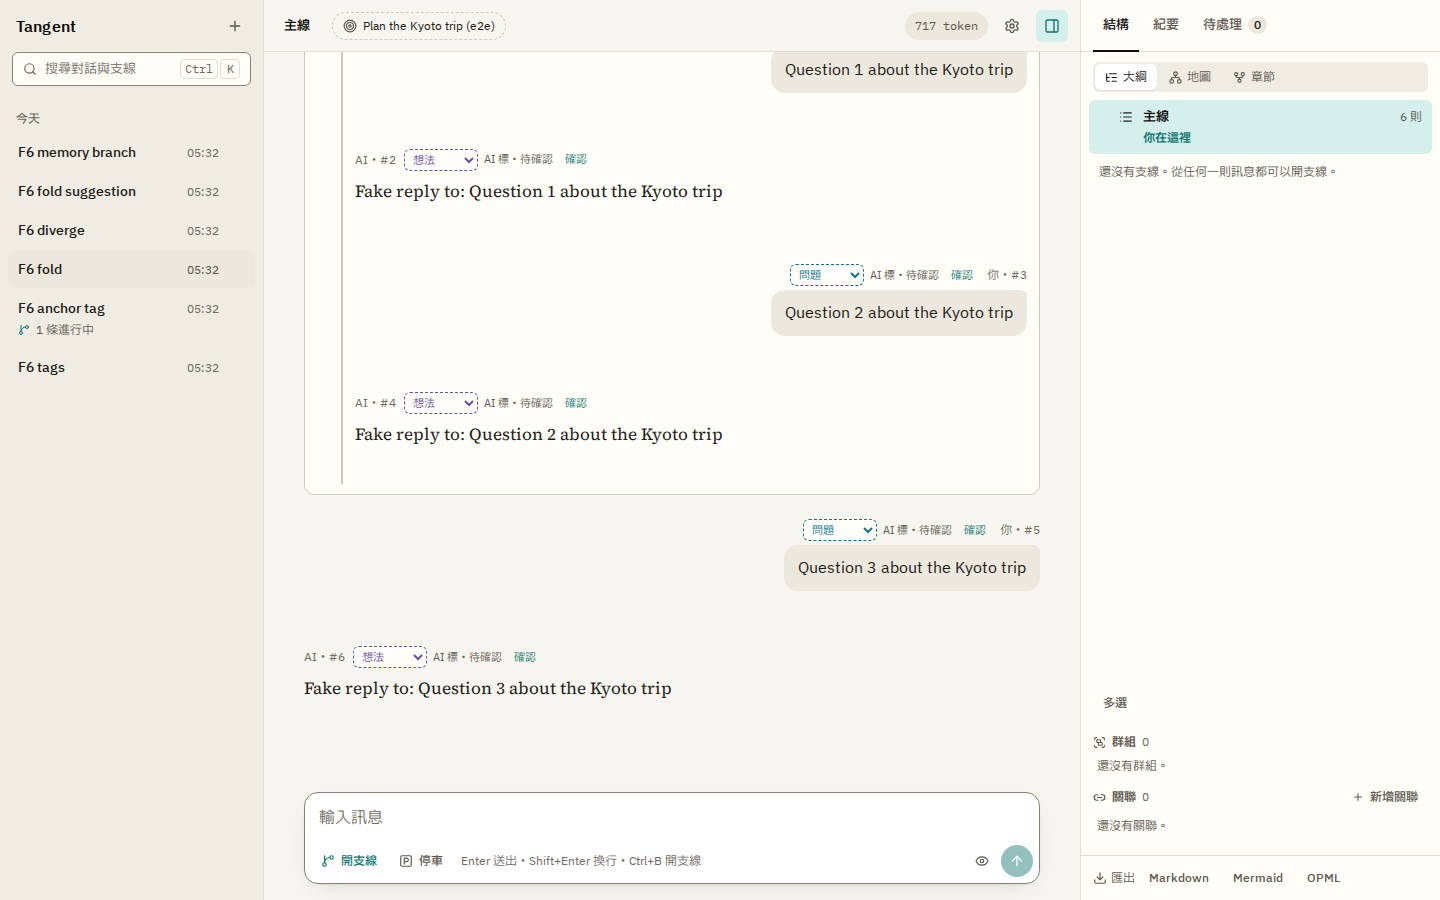 Tangent
搜尋對話與支線 Ctrl K
今天
F6 memory branch 05:32
F6 fold suggestion 05:32
F6 diverge 05:32
F6 fold 05:32
F6 anchor tag 05:32
1 條進行中
F6 tags 05:32
主線 Plan the Kyoto trip (e2e) 717 token
Question 1 about the Kyoto trip
AI・#2 想法 AI 標・待確認 確認
Fake reply to: Question 1 about the Kyoto trip
問題 AI 標・待確認 確認 你・#3
Question 2 about the Kyoto trip
AI・#4 想法 AI 標・待確認 確認
Fake reply to: Question 2 about the Kyoto trip
問題 AI 標・待確認 確認 你・#5
Question 3 about the Kyoto trip
AI・#6 想法 AI 標・待確認 確認
Fake reply to: Question 3 about the Kyoto trip
輸入訊息
開支線 停車 Enter 送出・Shift+Enter 換行・Ctrl+B 開支線
結構 紀要 待處理 0
大綱 地圖 章節
主線 6 則
你在這裡
還沒有支線。從任何一則訊息都可以開支線。
多選
群組 0
還沒有群組。
關聯 0 + 新增關聯
還沒有關聯。
匯出 Markdown Mermaid OPML